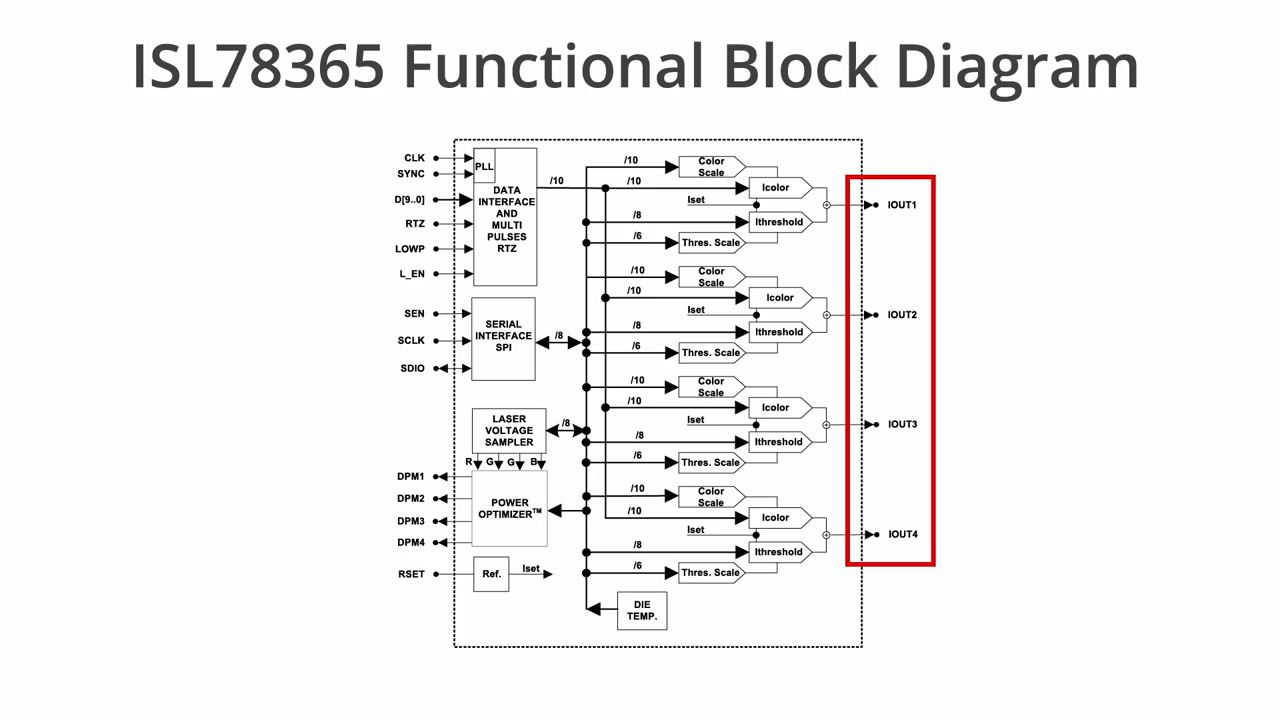 ISL78365 Functional Block Diagram
CLK
SYNC
D[9..0]
RTZ
LOWP
L_EN
SEN
SCLK
SDIO
DPM1
DPM2
DPM3
DPM4
RSET
PLL
DATA
INTERFACE
AND
MULTI
PULSES
RTZ
/10
SERIAL
INTERFACE
SPI
/8
LASER
VOLTAGE
SAMPLER
/8
R G G B
POWER
OPTIMIZER™
Ref.
Iset
DIE
TEMP.
/10
Color
Scale
/10
Icolor
Iset
/8
Ithreshold
/6
Thres. Scale
IOUT1
/10
Color
Scale
/10
Icolor
Iset
/8
Ithreshold
/6
Thres. Scale
IOUT2
/10
Color
Scale
/10
Icolor
Iset
/8
Ithreshold
/6
Thres. Scale
IOUT3
/10
Color
Scale
/10
Icolor
Iset
/8
Ithreshold
/6
Thres. Scale
IOUT4